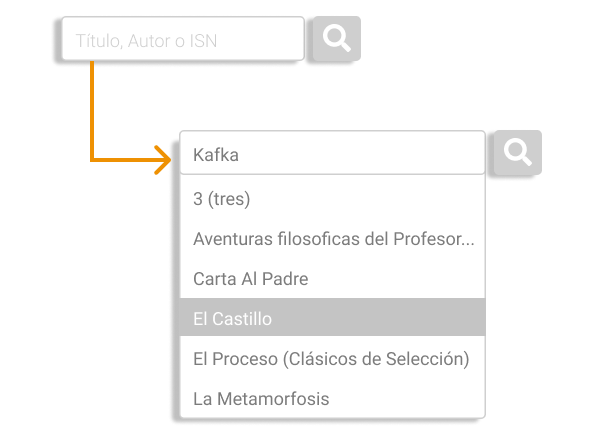 Título, Autor o ISN
Kafka
3 (tres)
Aventuras filosoficas del Profesor...
Carta Al Padre
El Castillo
El Proceso (Clásicos de Selección)
La Metamorfosis